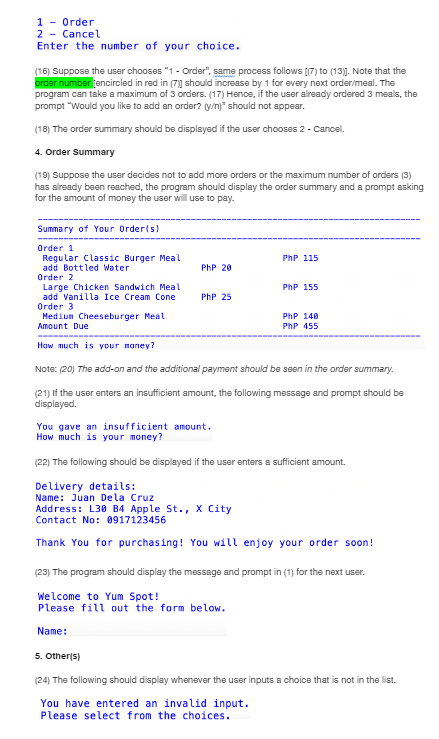 1 – Order
2 – Cancel
Enter the number of your choice.
(16) Suppose the user chooses "1 - Order", same process follows [(7) to (13)]. Note that the
order number [encircled in red in (7)] should increase by 1 for every next order/meal. The
program can take a maximum of 3 orders. (17) Hence, if the user already ordered 3 meals, the
prompt "Would you like to add an order? (y/n)" should not appear.
(18) The order summary should be displayed if the user chooses 2 - Cancel.
4. Order Summary
(19) Suppose the user decides not to add more orders or the maximum number of orders (3)
has already been reached, the program should display the order summary and a prompt asking
for the amount of money the user will use to pay.
Summary of Your Order(s)
Order 1
Regular Classic Burger Meal PhP 115
add Bottled Water PhP 20
Order 2
Large Chicken Sandwich Meal PhP 155
add Vanilla Ice Cream Cone PhP 25
Order 3
Medium Cheeseburger Meal PhP 140
Amount Due PhP 455
How much is your money?
Note: (20) The add-on and the additional payment should be seen in the order summary.
(21) If the user enters an insufficient amount, the following message and prompt should be
displayed.
You gave an insufficient amount.
How much is your money?
(22) The following should be displayed if the user enters a sufficient amount.
Delivery details:
Name: Juan Dela Cruz
Address: L30 B4 Apple St., X City
Contact No: 0917123456
Thank You for purchasing! You will enjoy your order soon!
(23) The program should display the message and prompt in (1) for the next user.
Welcome to Yum Spot!
Please fill out the form below.
Name:
5. Other(s)
(24) The following should display whenever the user inputs a choice that is not in the list.
You have entered an invalid input.
Please select from the choices.